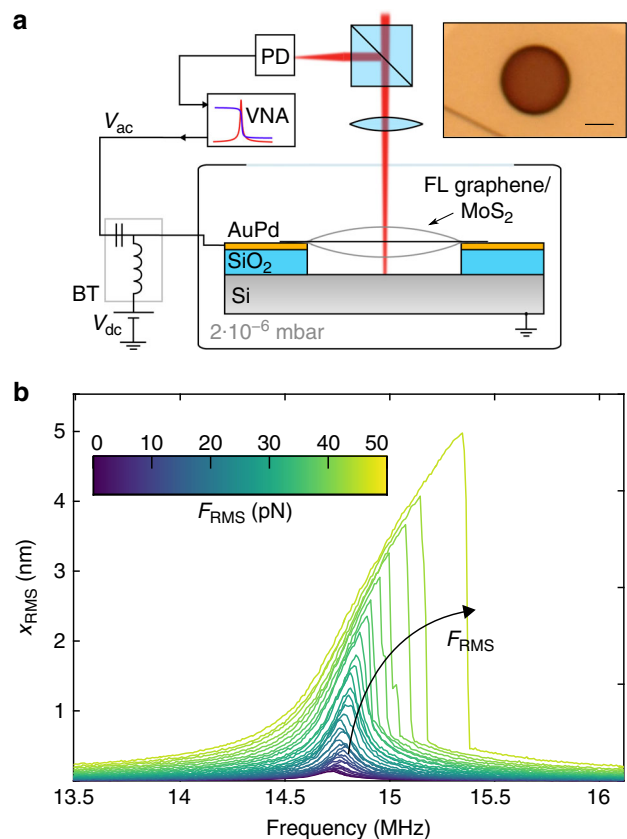 a
PD
VNA
V_ac
FL graphene/
MoS₂
AuPd
SiO₂
Si
BT
V_dc
2·10⁻⁶ mbar
b
5
4
3
2
1
x_RMS (nm)
0 10 20 30 40 50
F_RMS (pN)
F_RMS
13.5 14 14.5 15 15.5 16
Frequency (MHz)